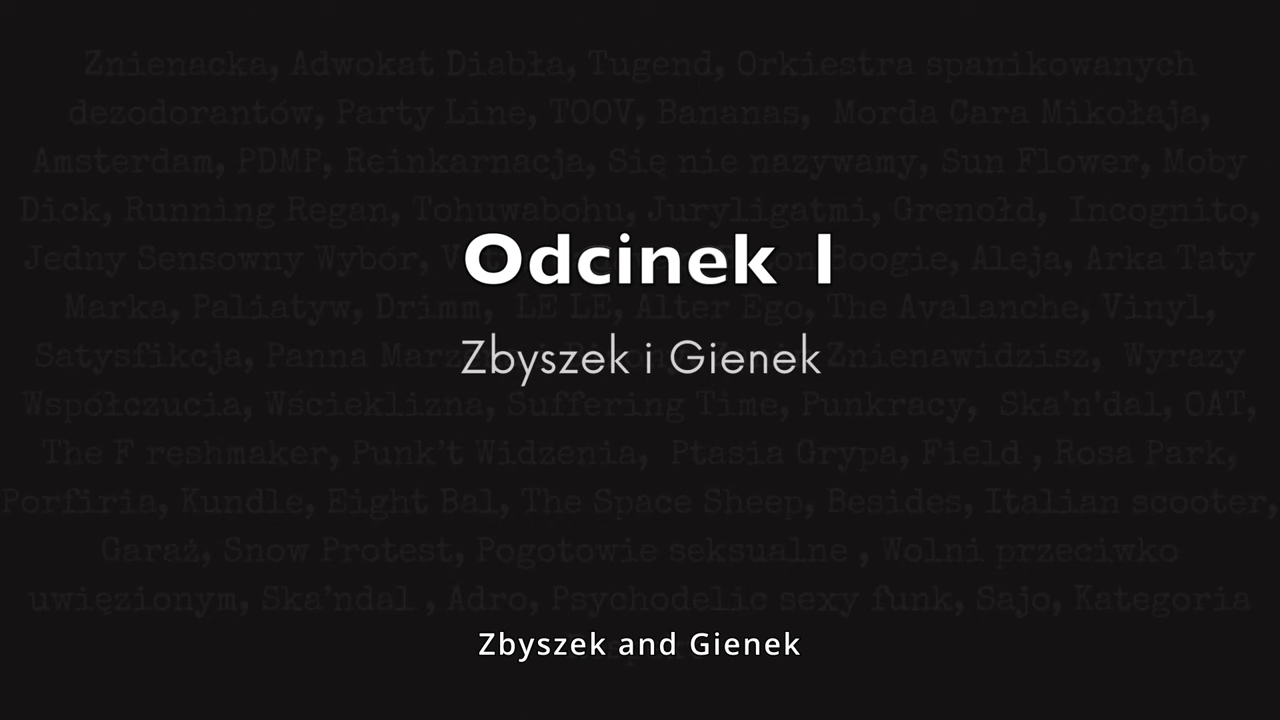 Znienacka, Adwokat Diabła, Tugend, Orkiestra spanikowanych
dezodorantów, Party Line, TOOV, Bananas, Morda Cara Mikołaja,
Amsterdam, PDMP, Reinkarnacja, Się nie nazywamy, Sun Flower, Moby
Dick, Running Regan, Tohuwabohu, Juryligatmi, Grenołd, Incognito,
Odcinek 1
Jedny Sensowny Wybór, Boogie, Aleja, Arka Taty
Marka, Paliatyw, Drimm, LE LE, Alter Ego, The Avalanche, Vinyl,
Zbyszek i Gienek
Satysfikcja, Panna Znienawidzisz, Wyrazy
Współczucia, Wścieklizna, Suffering Time, Punkracy, Ska'n'dal, OAT,
The F reshmaker, Punk't Widzenia, Ptasia Grypa, Field , Rosa Park,
Porfiria, Kundle, Eight Bal, The Space Sheep, Besides, Italian scooter,
Garaż, Snow Protest, Pogotowie seksualne , Wolni przeciwko
uwięzionym, Ska'ndal , Adro, Psychodelic sexy funk, Sajo, Kategoria
Zbyszek and Gienek